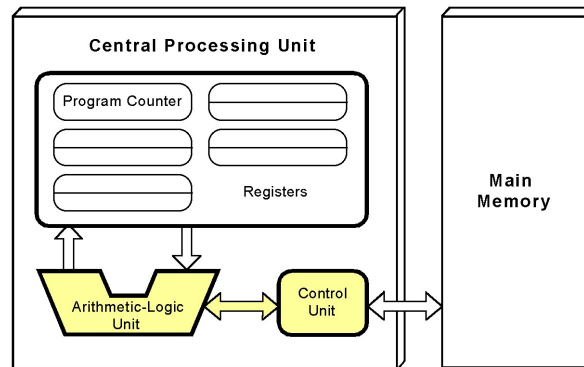 Central Processing Unit
Program Counter
Registers
Main
Memory
Arithmetic-Logic
Unit
Control
Unit